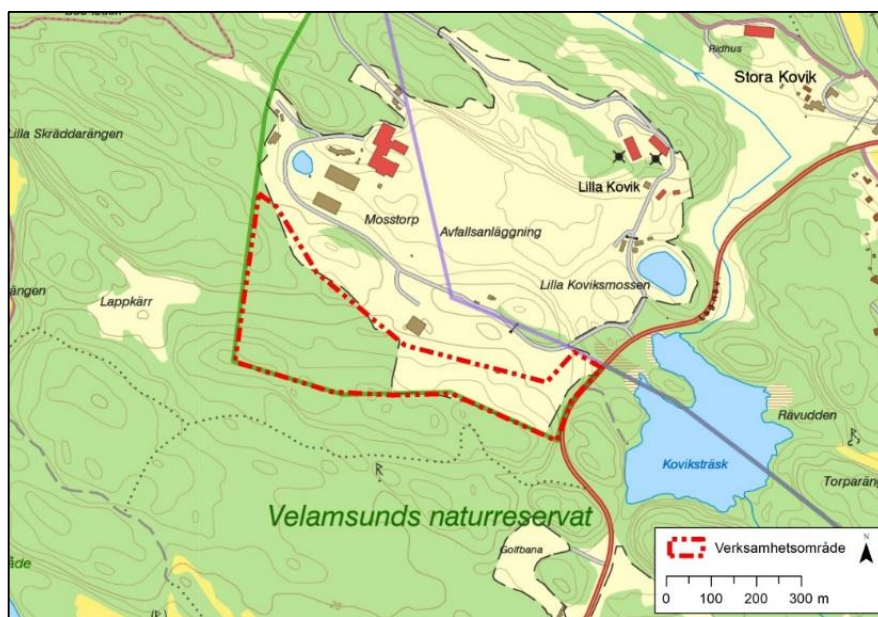 Ridhus
Stora Kovik
Lilla Skräddarängen
Lilla Kovik
Mosstorp
Avfallsanläggning
ängen
Lappkärr
Lilla Koviksmossen
Rävudden
Koviksträsk
Torparäng
Velamsunds naturreservat
Golfbana
Verksamhetsområde
N
0 100 200 300 m